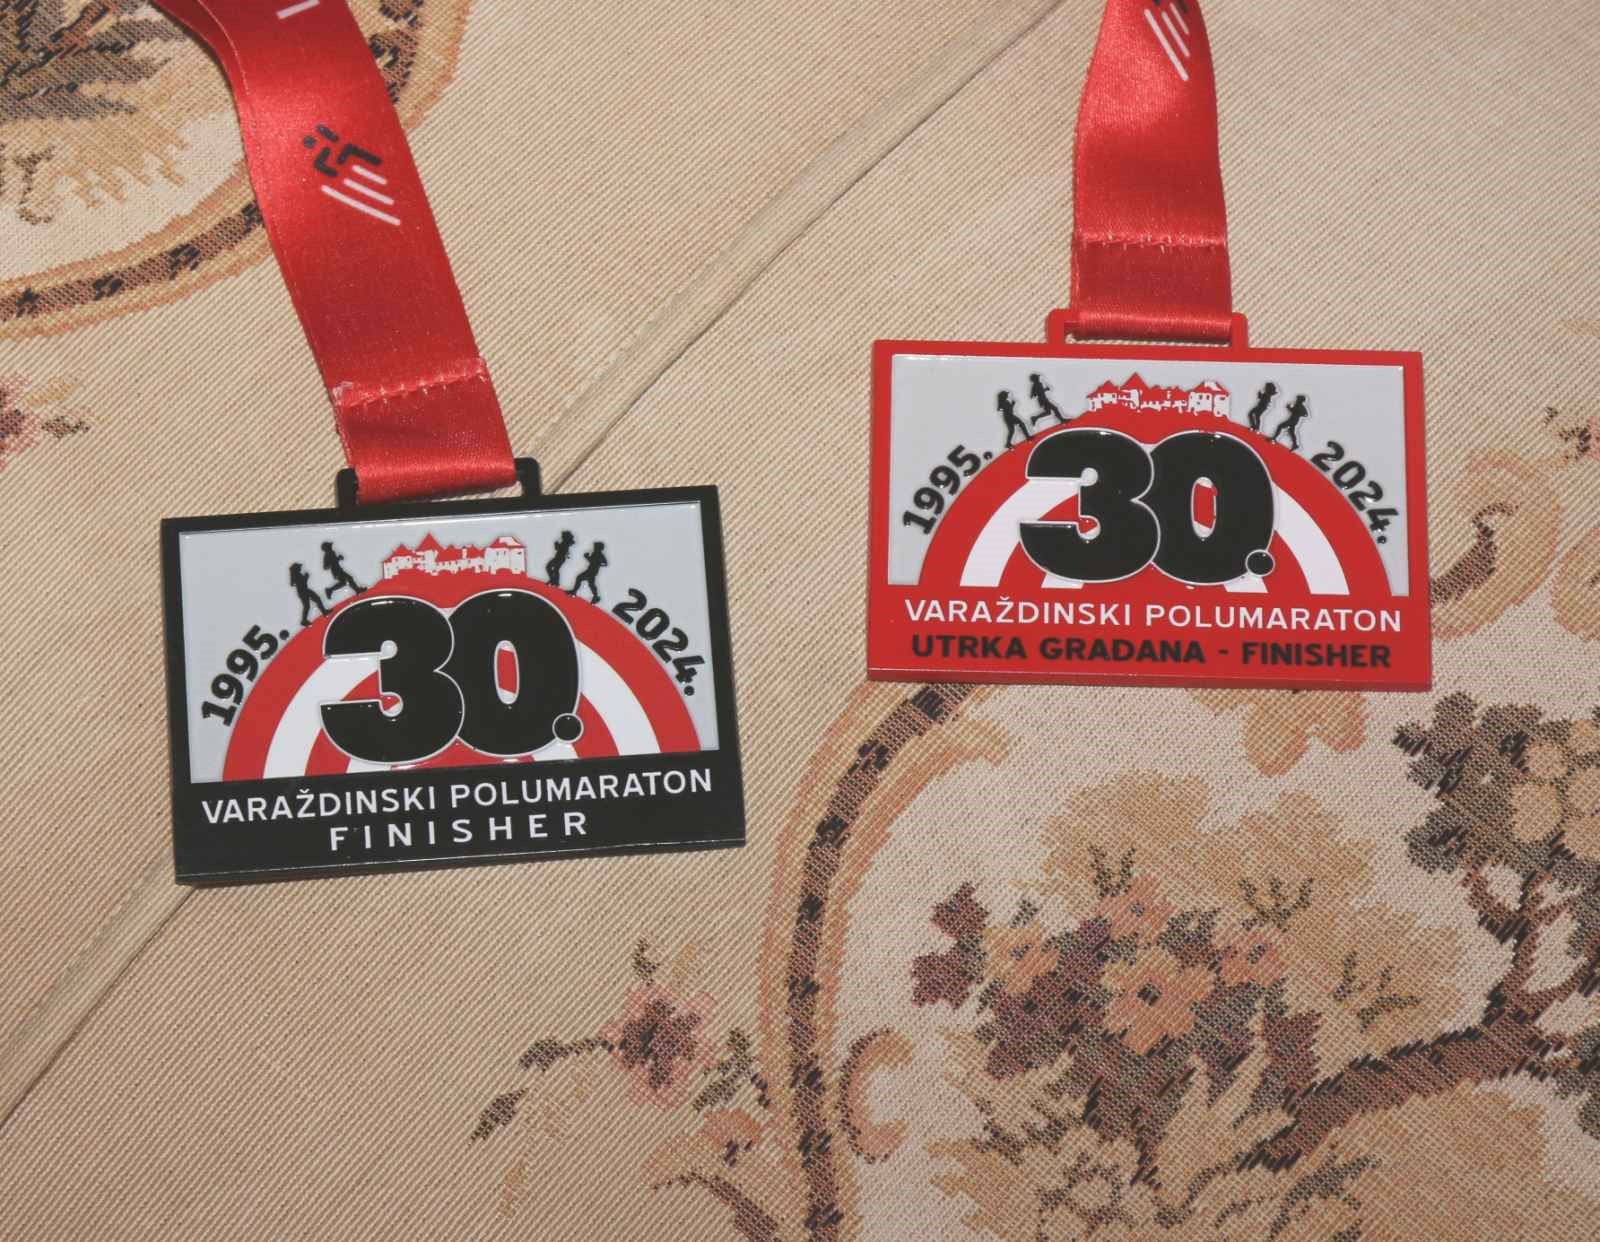 1995.
30.
2024.
VARAŽDINSKI POLUMARATON
FINISHER
1995.
30.
2024.
VARAŽDINSKI POLUMARATON
UTRKA GRAĐANA - FINISHER